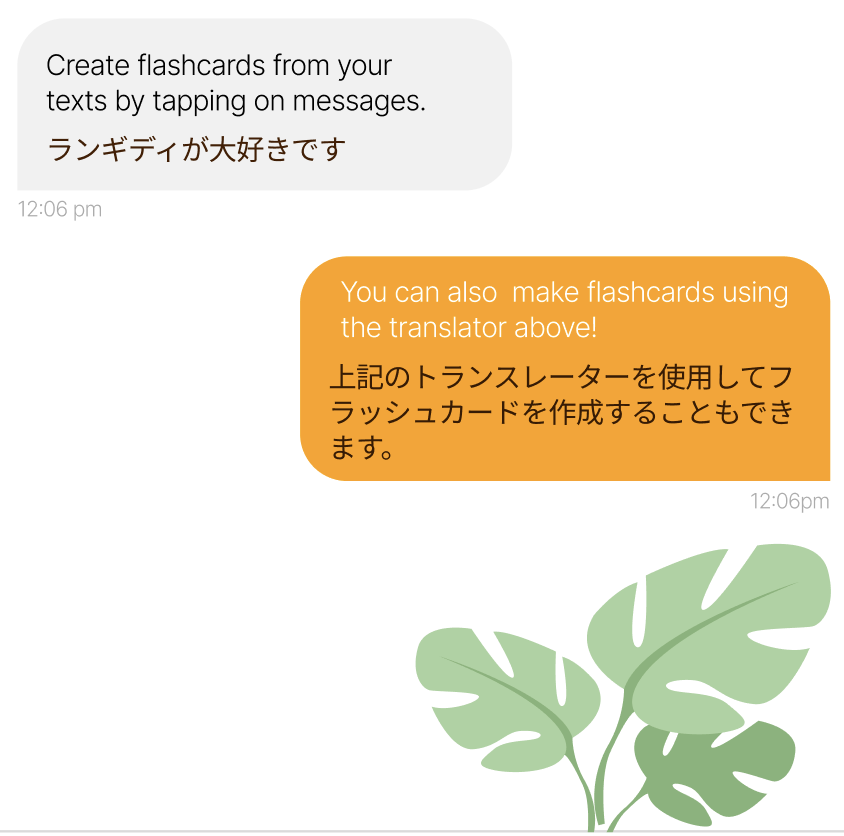 Create flashcards from your
texts by tapping on messages.
ランギディが大好きです
12:06 pm
You can also  make flashcards using
the translator above!
上記のトランスレーターを使用してフ
ラッシュカードを作成することもでき
ます。
12:06pm